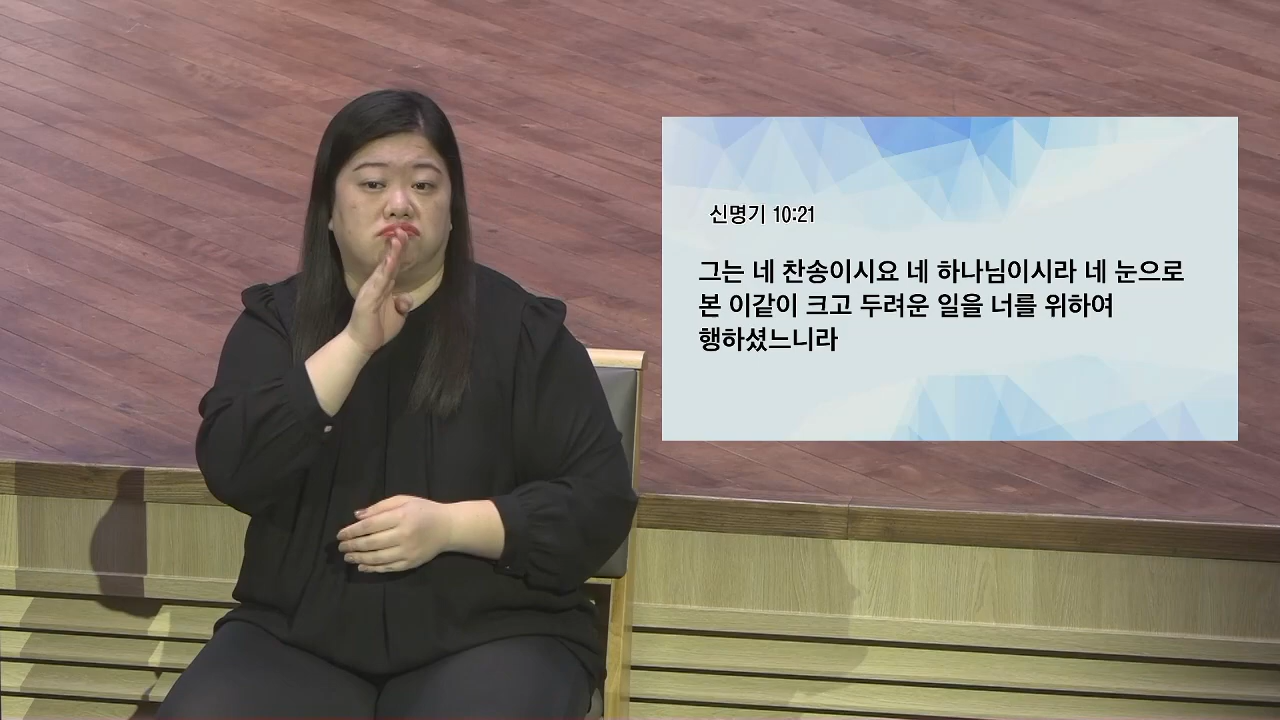 신명기 10:21
그는 네 찬송이시요 네 하나님이시라 네 눈으로
본 이같이 크고 두려운 일을 너를 위하여
행하셨느니라